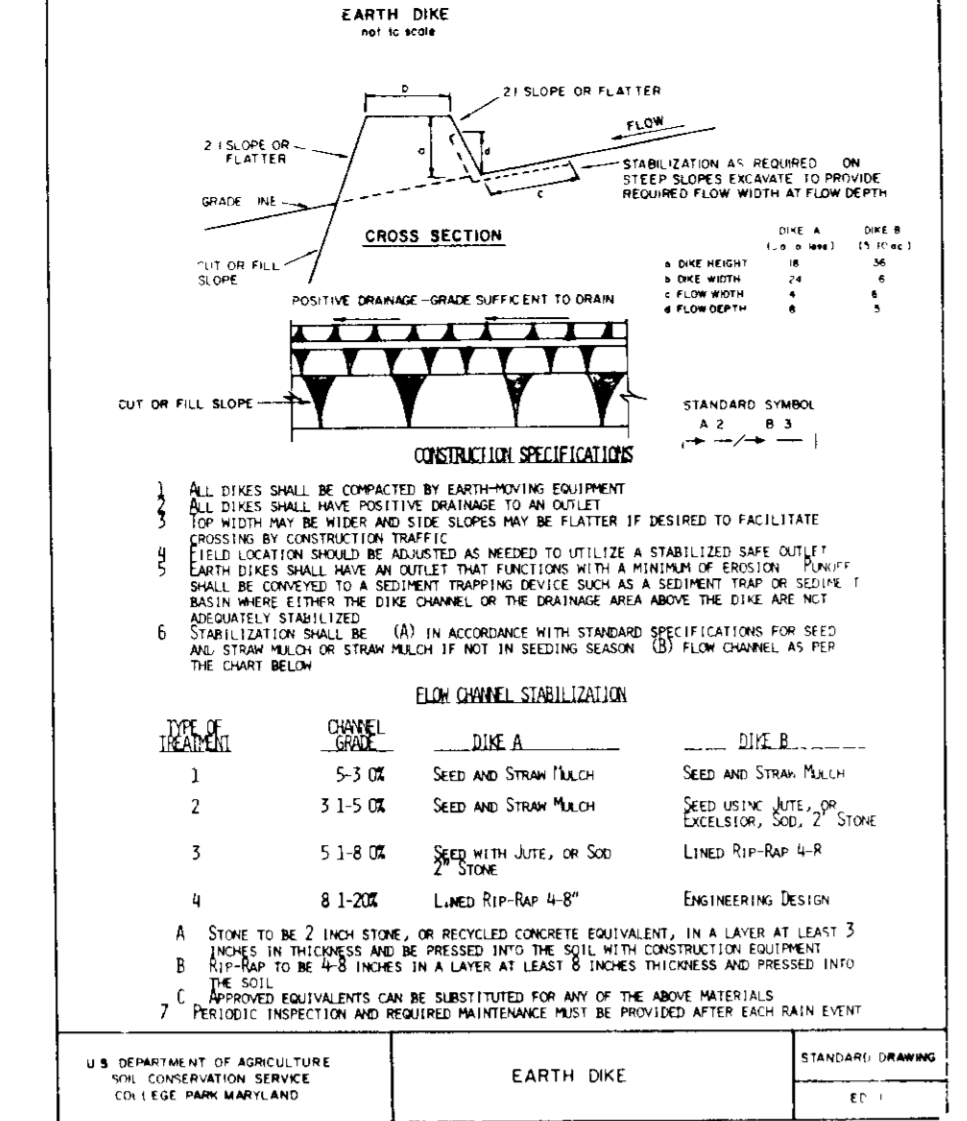 EARTH DIKE
not to scale
b
2 1 SLOPE OR FLATTER
FLOW
2 1 SLOPE OR
FLATTER
a
d
STABILIZATION AS REQUIRED ON
STEEP SLOPES EXCAVATE TO PROVIDE
REQUIRED FLOW WIDTH AT FLOW DEPTH
c
GRADE INE
CROSS SECTION
CUT OR FILL
SLOPE
DIKE A DIKE B
a DIKE HEIGHT 18 36
b DIKE WIDTH 24 6
c FLOW WIDTH 4 6
d FLOW DEPTH 8 5
POSITIVE DRAINAGE - GRADE SUFFICENT TO DRAIN
CUT OR FILL SLOPE
STANDARD SYMBOL
A 2 B 3
CONSTRUCTION SPECIFICATIONS
1 ALL DIKES SHALL BE COMPACTED BY EARTH-MOVING EQUIPMENT
2 ALL DIKES SHALL HAVE POSITIVE DRAINAGE TO AN OUTLET
3 TOP WIDTH MAY BE WIDER AND SIDE SLOPES MAY BE FLATTER IF DESIRED TO FACILITATE
CROSSING BY CONSTRUCTION TRAFFIC
4 FIELD LOCATION SHOULD BE ADJUSTED AS NEEDED TO UTILIZE A STABILIZED SAFE OUTLET
5 EARTH DIKES SHALL HAVE AN OUTLET THAT FUNCTIONS WITH A MINIMUM OF EROSION RUNOFF
SHALL BE CONVEYED TO A SEDIMENT TRAPPING DEVICE SUCH AS A SEDIMENT TRAP OR SEDIME T
BASIN WHERE EITHER THE DIKE CHANNEL OR THE DRAINAGE AREA ABOVE THE DIKE ARE NOT
ADEQUATELY STABILIZED
6 STABILIZATION SHALL BE (A) IN ACCORDANCE WITH STANDARD SPECIFICATIONS FOR SEED
AND STRAW MULCH OR STRAW MULCH IF NOT IN SEEDING SEASON (B) FLOW CHANNEL AS PER
THE CHART BELOW
FLOW CHANNEL STABILIZATION
TYPE OF CHANNEL
TREATMENT GRADE DIKE A DIKE B
1 5-3 0% SEED AND STRAW MULCH SEED AND STRAW MULCH
2 3 1-5 0% SEED AND STRAW MULCH SEED USING JUTE, OR
EXCELSIOR, SOD, 2" STONE
3 5 1-8 0% SEED WITH JUTE, OR SOD LINED RIP-RAP 4-8
2" STONE
4 8 1-20% LINED RIP-RAP 4-8" ENGINEERING DESIGN
A STONE TO BE 2 INCH STONE, OR RECYCLED CONCRETE EQUIVALENT, IN A LAYER AT LEAST 3
INCHES IN THICKNESS AND BE PRESSED INTO THE SOIL WITH CONSTRUCTION EQUIPMENT
B RIP-RAP TO BE 4-8 INCHES IN A LAYER AT LEAST 8 INCHES THICKNESS AND PRESSED INTO
THE SOIL
C APPROVED EQUIVALENTS CAN BE SUBSTITUTED FOR ANY OF THE ABOVE MATERIALS
7 PERIODIC INSPECTION AND REQUIRED MAINTENANCE MUST BE PROVIDED AFTER EACH RAIN EVENT
U S DEPARTMENT OF AGRICULTURE
SOIL CONSERVATION SERVICE
COLLEGE PARK MARYLAND
EARTH DIKE
STANDARD DRAWING